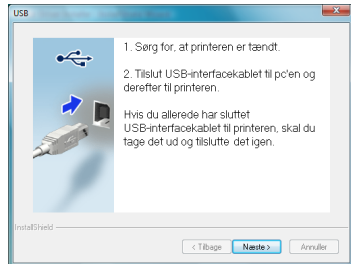 USB
1. Sørg for, at printeren er tændt.
2. Tilslut USB-interfacekablet til pc'en og
derefter til printeren.
Hvis du allerede har sluttet
USB-interfacekablet til printeren, skal du
tage det ud og tilslutte det igen.
InstallShield
< Tilbage Næste > Annuller